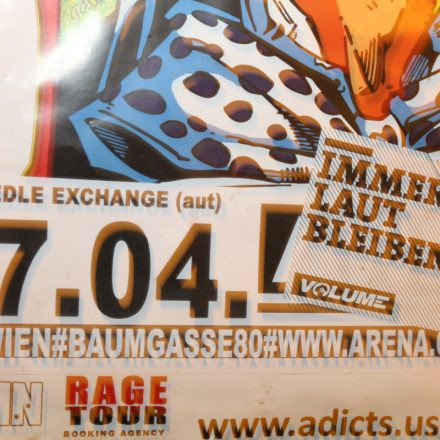 EDLE EXCHANGE (aut)
IMMER
LAUT
BLEIBEN
7.04.
VOLUME
WIEN#BAUMGASSE80#WWW.ARENA.
RAGE
TOUR
BOOKING AGENCY
www.adicts.us